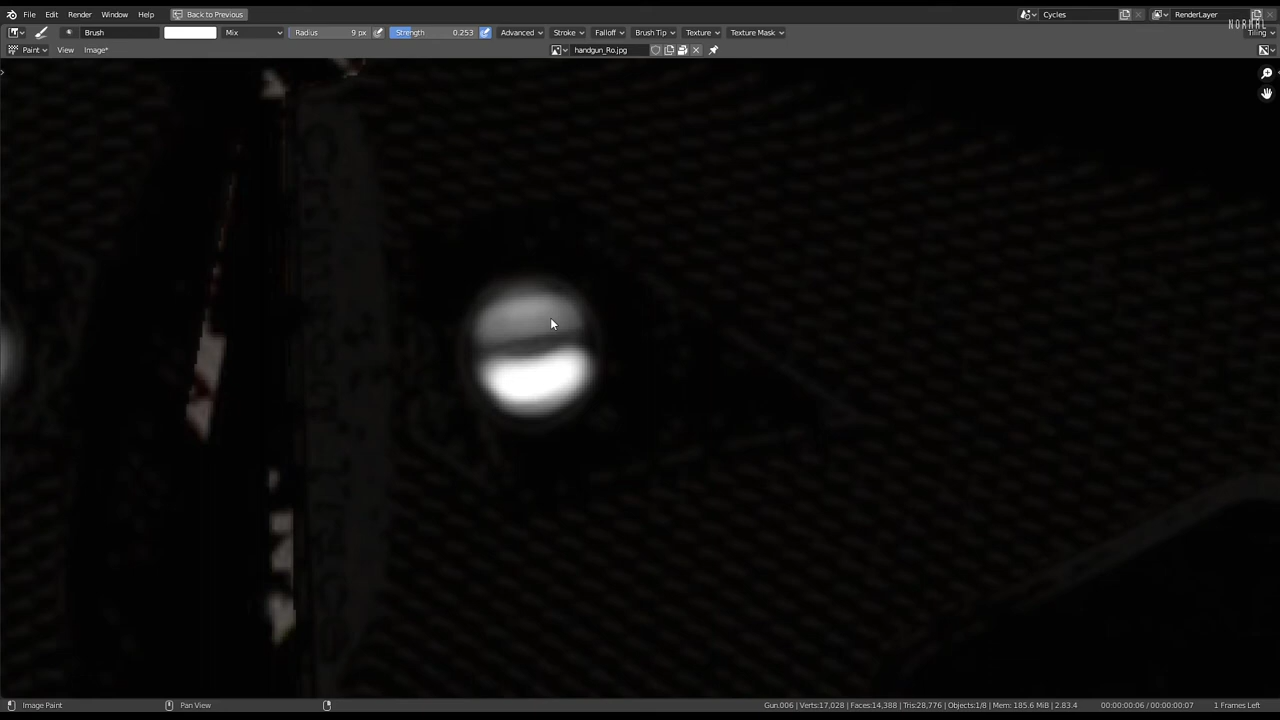 File Edit Render Window Help Back to Previous Cycles RenderLayer
NORMAL
Brush Mix Radius 9 px Strength 0.253 Advanced Stroke Falloff Brush Tip Texture Texture Mask Tiling
Paint View Image* handgun_Ro.jpg
Image Paint Pan View Gun.006 | Verts:17,028 | Faces:14,388 | Tris:28,776 | Objects:1/8 | Mem: 185.6 MiB | 2.83.4 00:00:00:06 / 00:00:00:07 1 Frames Left